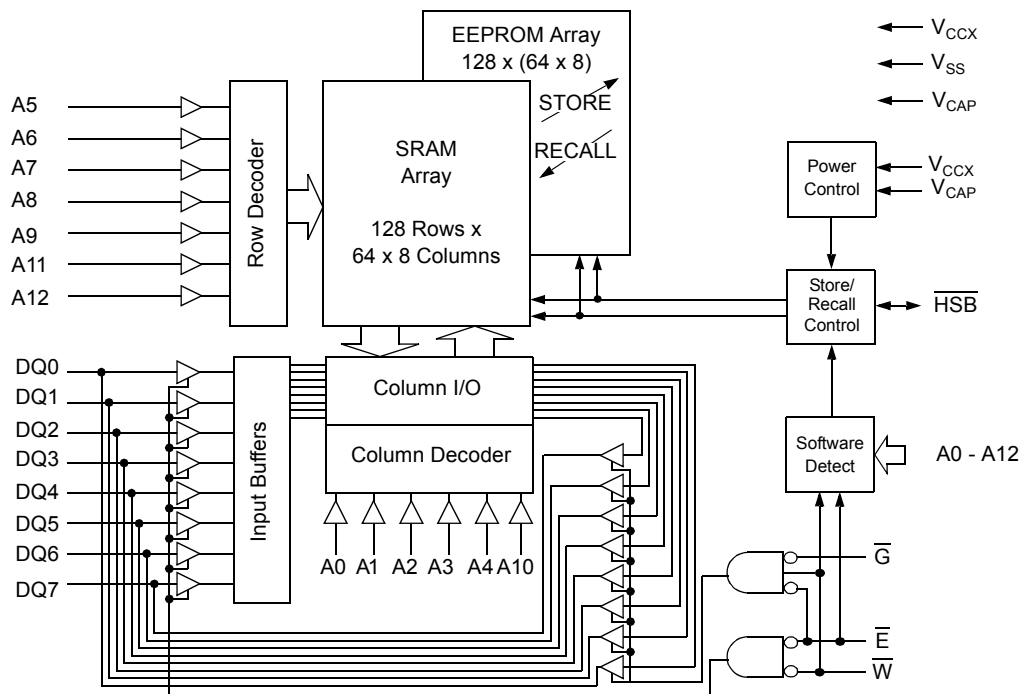 EEPROM Array
128 x (64 x 8)
STORE
RECALL
V_CCX
V_SS
V_CAP
A5
A6
A7
A8
A9
A11
A12
Row Decoder
SRAM
Array
128 Rows x
64 x 8 Columns
Power
Control
V_CCX
V_CAP
Store/
Recall
Control
H̅S̅B̅
DQ0
DQ1
DQ2
DQ3
DQ4
DQ5
DQ6
DQ7
Input Buffers
Column I/O
Column Decoder
A0 A1 A2 A3 A4 A10
Software
Detect
A0 - A12
G̅
E̅
W̅